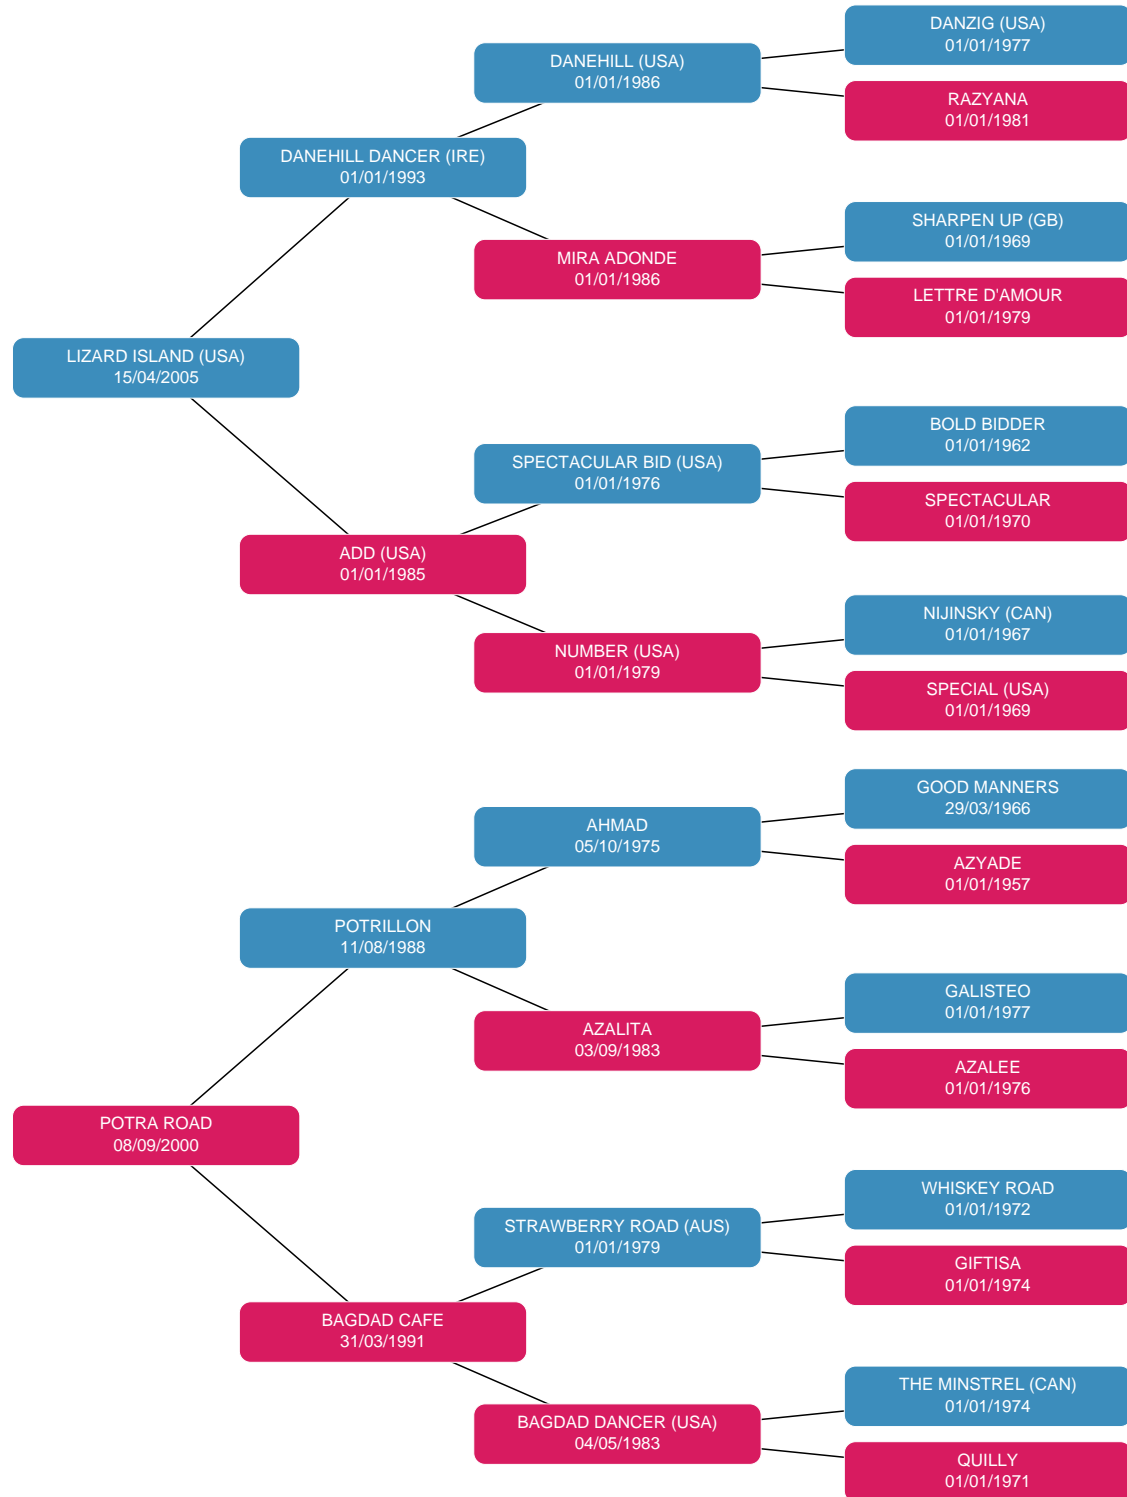 DANZIG (USA)
01/01/1977
DANEHILL (USA)
01/01/1986
RAZYANA
01/01/1981
DANEHILL DANCER (IRE)
01/01/1993
SHARPEN UP (GB)
01/01/1969
MIRA ADONDE
01/01/1986
LETTRE D'AMOUR
01/01/1979
LIZARD ISLAND (USA)
15/04/2005
BOLD BIDDER
01/01/1962
SPECTACULAR BID (USA)
01/01/1976
SPECTACULAR
01/01/1970
ADD (USA)
01/01/1985
NIJINSKY (CAN)
01/01/1967
NUMBER (USA)
01/01/1979
SPECIAL (USA)
01/01/1969
GOOD MANNERS
29/03/1966
AHMAD
05/10/1975
AZYADE
01/01/1957
POTRILLON
11/08/1988
GALISTEO
01/01/1977
AZALITA
03/09/1983
AZALEE
01/01/1976
POTRA ROAD
08/09/2000
WHISKEY ROAD
01/01/1972
STRAWBERRY ROAD (AUS)
01/01/1979
GIFTISA
01/01/1974
BAGDAD CAFE
31/03/1991
THE MINSTREL (CAN)
01/01/1974
BAGDAD DANCER (USA)
04/05/1983
QUILLY
01/01/1971